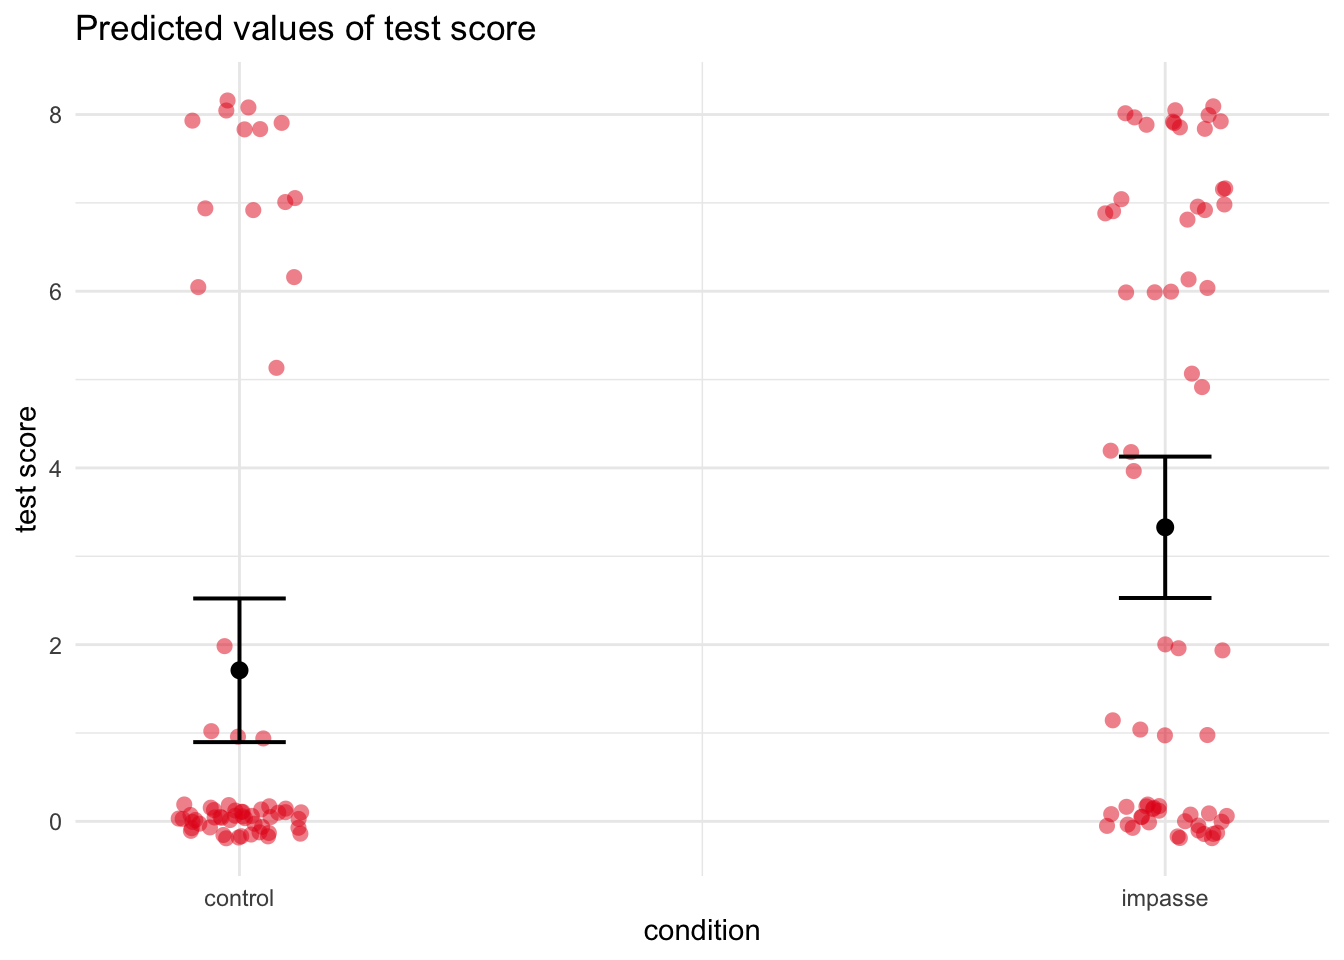 Predicted values of test score
8
6
4
2
0
test score
control
impasse
condition